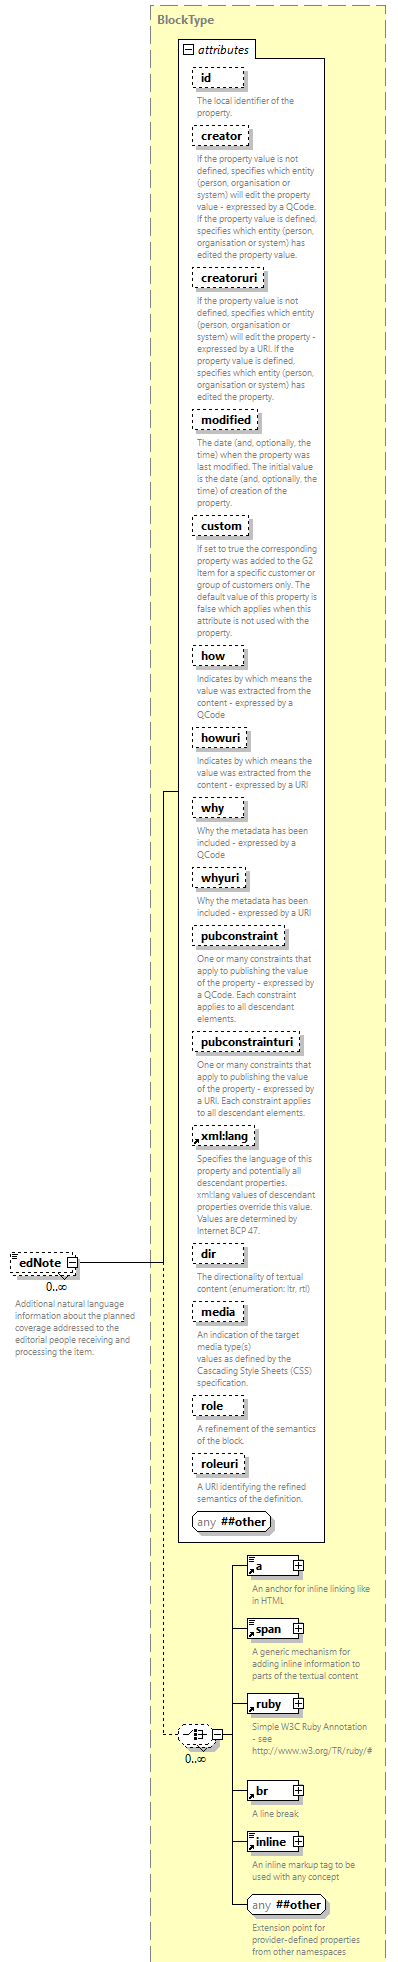 BlockType
attributes
id
The local identifier of the
property.
creator
If the property value is not
defined, specifies which entity
(person, organisation or
system) will edit the property
value - expressed by a QCode.
If the property value is defined,
specifies which entity (person,
organisation or system) has
edited the property value.
creatoruri
If the property value is not
defined, specifies which entity
(person, organisation or
system) will edit the property -
expressed by a URI. If the
property value is defined,
specifies which entity (person,
organisation or system) has
edited the property.
modified
The date (and, optionally, the
time) when the property was
last modified. The initial value
is the date (and, optionally, the
time) of creation of the
property.
custom
If set to true the corresponding
property was added to the G2
Item for a specific customer or
group of customers only. The
default value of this property is
false which applies when this
attribute is not used with the
property.
how
Indicates by which means the
value was extracted from the
content - expressed by a
QCode
howuri
Indicates by which means the
value was extracted from the
content - expressed by a URI
why
Why the metadata has been
included - expressed by a
QCode
whyuri
Why the metadata has been
included - expressed by a URI
pubconstraint
One or many constraints that
apply to publishing the value
of the property - expressed by
a QCode. Each constraint
applies to all descendant
elements.
pubconstrainturi
One or many constraints that
apply to publishing the value
of the property - expressed by
a URI. Each constraint applies
to all descendant elements.
xml:lang
Specifies the language of this
property and potentially all
descendant properties.
xml:lang values of descendant
properties override this value.
Values are determined by
Internet BCP 47.
dir
The directionality of textual
content (enumeration: ltr, rtl)
media
An indication of the target
media type(s)
values as defined by the
Cascading Style Sheets (CSS)
specification.
role
A refinement of the semantics
of the block.
roleuri
A URI identifying the refined
semantics of the definition.
any ##other
edNote
0..∞
Additional natural language
information about the planned
coverage addressed to the
editorial people receiving and
processing the item.
a
An anchor for inline linking like
in HTML
span
A generic mechanism for
adding inline information to
parts of the textual content
ruby
Simple W3C Ruby Annotation
- see
http://www.w3.org/TR/ruby/#
0..∞
br
A line break
inline
An inline markup tag to be
used with any concept
any ##other
Extension point for
provider-defined properties
from other namespaces